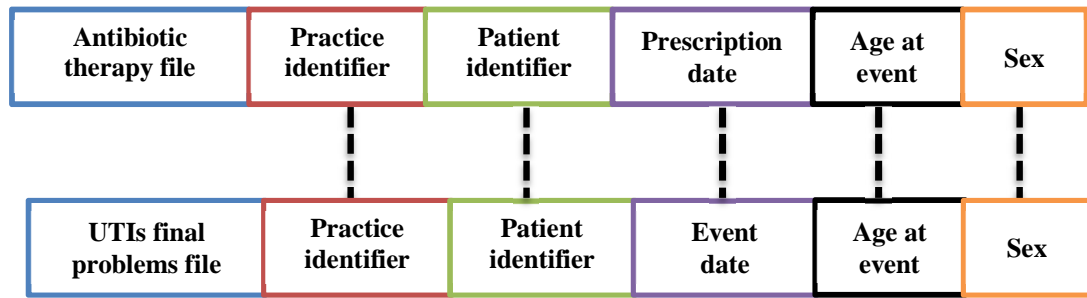 Antibiotic
therapy file
Practice
identifier
Patient
identifier
Prescription
date
Age at
event
Sex
UTIs final
problems file
Practice
identifier
Patient
identifier
Event
date
Age at
event
Sex